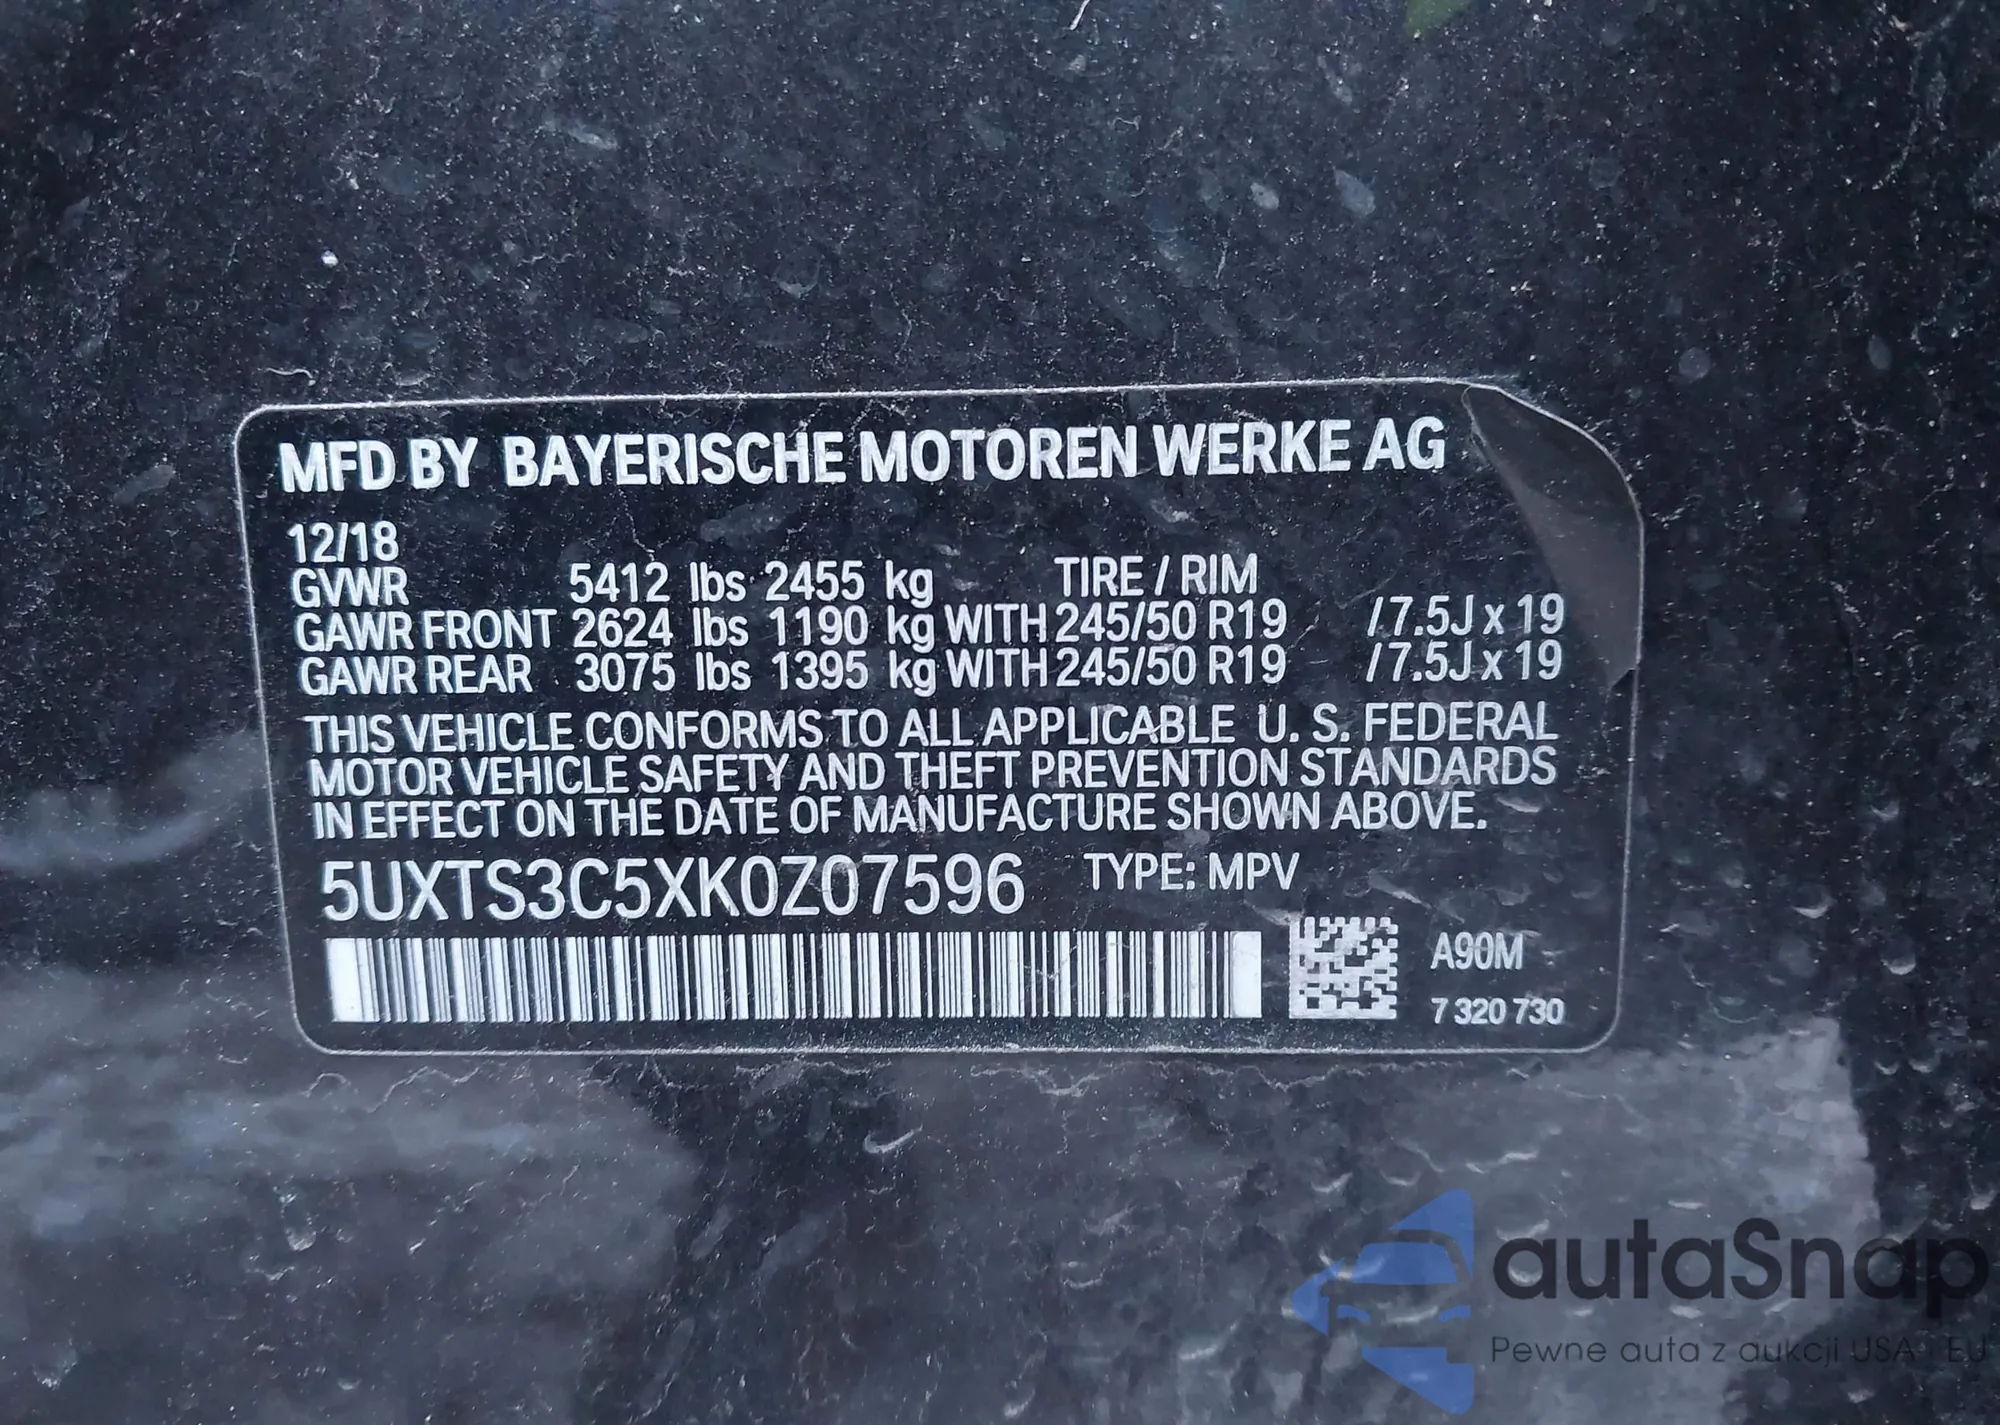 MFD BY BAYERISCHE MOTOREN WERKE AG
12/18
GVWR 5412 lbs 2455 kg TIRE / RIM
GAWR FRONT 2624 lbs 1190 kg WITH 245/50 R19 / 7.5J x 19
GAWR REAR 3075 lbs 1395 kg WITH 245/50 R19 / 7.5J x 19
THIS VEHICLE CONFORMS TO ALL APPLICABLE U. S. FEDERAL
MOTOR VEHICLE SAFETY AND THEFT PREVENTION STANDARDS
IN EFFECT ON THE DATE OF MANUFACTURE SHOWN ABOVE.
5UXTS3C5XK0Z07596 TYPE: MPV
A90M
7 320 730
autaSnap
Pewne auta z aukcji USA i EU